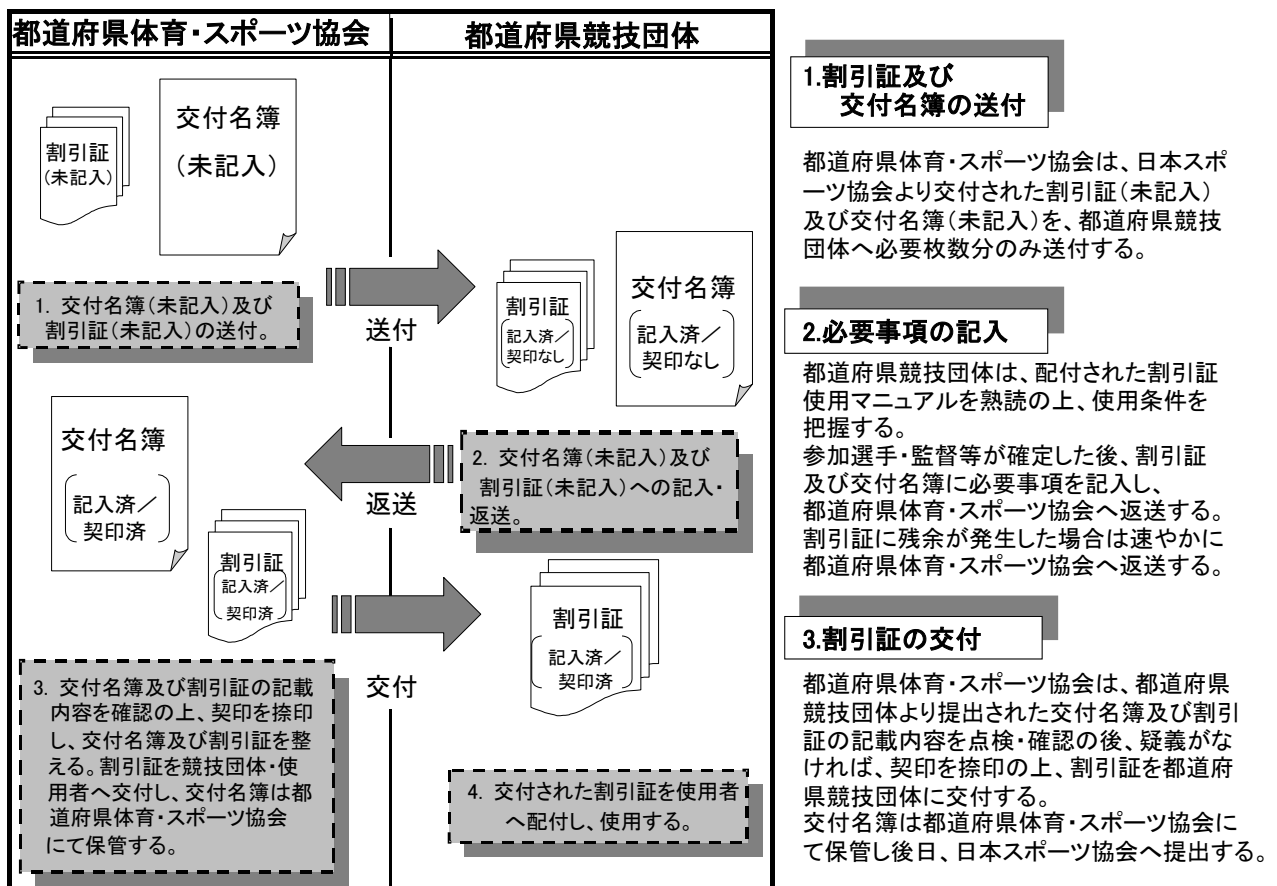 都道府県体育・スポーツ協会
都道府県競技団体
割引証
(未記入)
交付名簿
(未記入)
1. 交付名簿(未記入)及び
割引証(未記入)の送付。
送付
割引証
記入済／
契印なし
交付名簿
記入済／
契印なし
交付名簿
記入済／
契印済
返送
2. 交付名簿(未記入)及び
割引証(未記入)への記入・
返送。
割引証
記入済／
契印済
割引証
記入済／
契印済
3. 交付名簿及び割引証の記載
内容を確認の上、契印を捺印
し、交付名簿及び割引証を整
える。割引証を競技団体・使
用者へ交付し、交付名簿は都
道府県体育・スポーツ協会
にて保管する。
交付
4. 交付された割引証を使用者
へ配付し、使用する。
1.割引証及び
交付名簿の送付
都道府県体育・スポーツ協会は、日本スポ
ーツ協会より交付された割引証(未記入)
及び交付名簿(未記入)を、都道府県競技
団体へ必要枚数分のみ送付する。
2.必要事項の記入
都道府県競技団体は、配付された割引証
使用マニュアルを熟読の上、使用条件を
把握する。
参加選手・監督等が確定した後、割引証
及び交付名簿に必要事項を記入し、
都道府県体育・スポーツ協会へ返送する。
割引証に残余が発生した場合は速やかに
都道府県体育・スポーツ協会へ返送する。
3.割引証の交付
都道府県体育・スポーツ協会は、都道府県
競技団体より提出された交付名簿及び割引
証の記載内容を点検・確認の後、疑義がな
ければ、契印を捺印の上、割引証を都道府
県競技団体に交付する。
交付名簿は都道府県体育・スポーツ協会に
て保管し後日、日本スポーツ協会へ提出する。